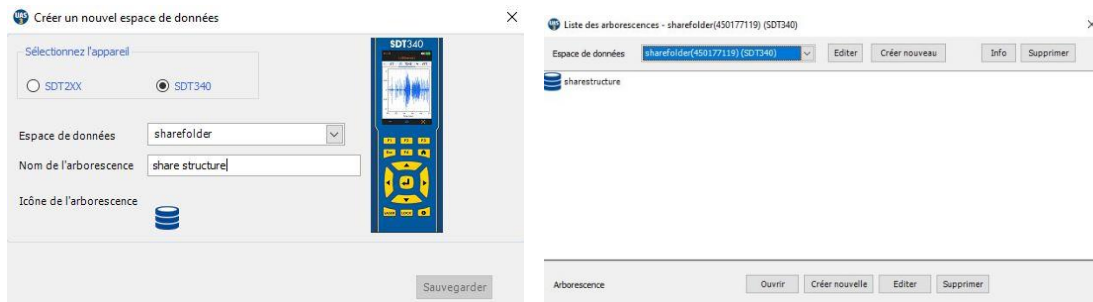 UAS
3
Créer un nouvel espace de données
Sélectionnez l'appareil
SDT2XX
SDT340
Espace de données
sharefolder
Nom de l'arborescence
share structure
Icône de l'arborescence
SDT340
Sauvegarder
Liste des arborescences - sharefolder(450177119) (SDT340)
Espace de données
sharefolder(450177119) (SDT340)
Editer
Créer nouveau
Info
Supprimer
sharestructure
Arborescence
Ouvrir
Créer nouvelle
Editer
Supprimer